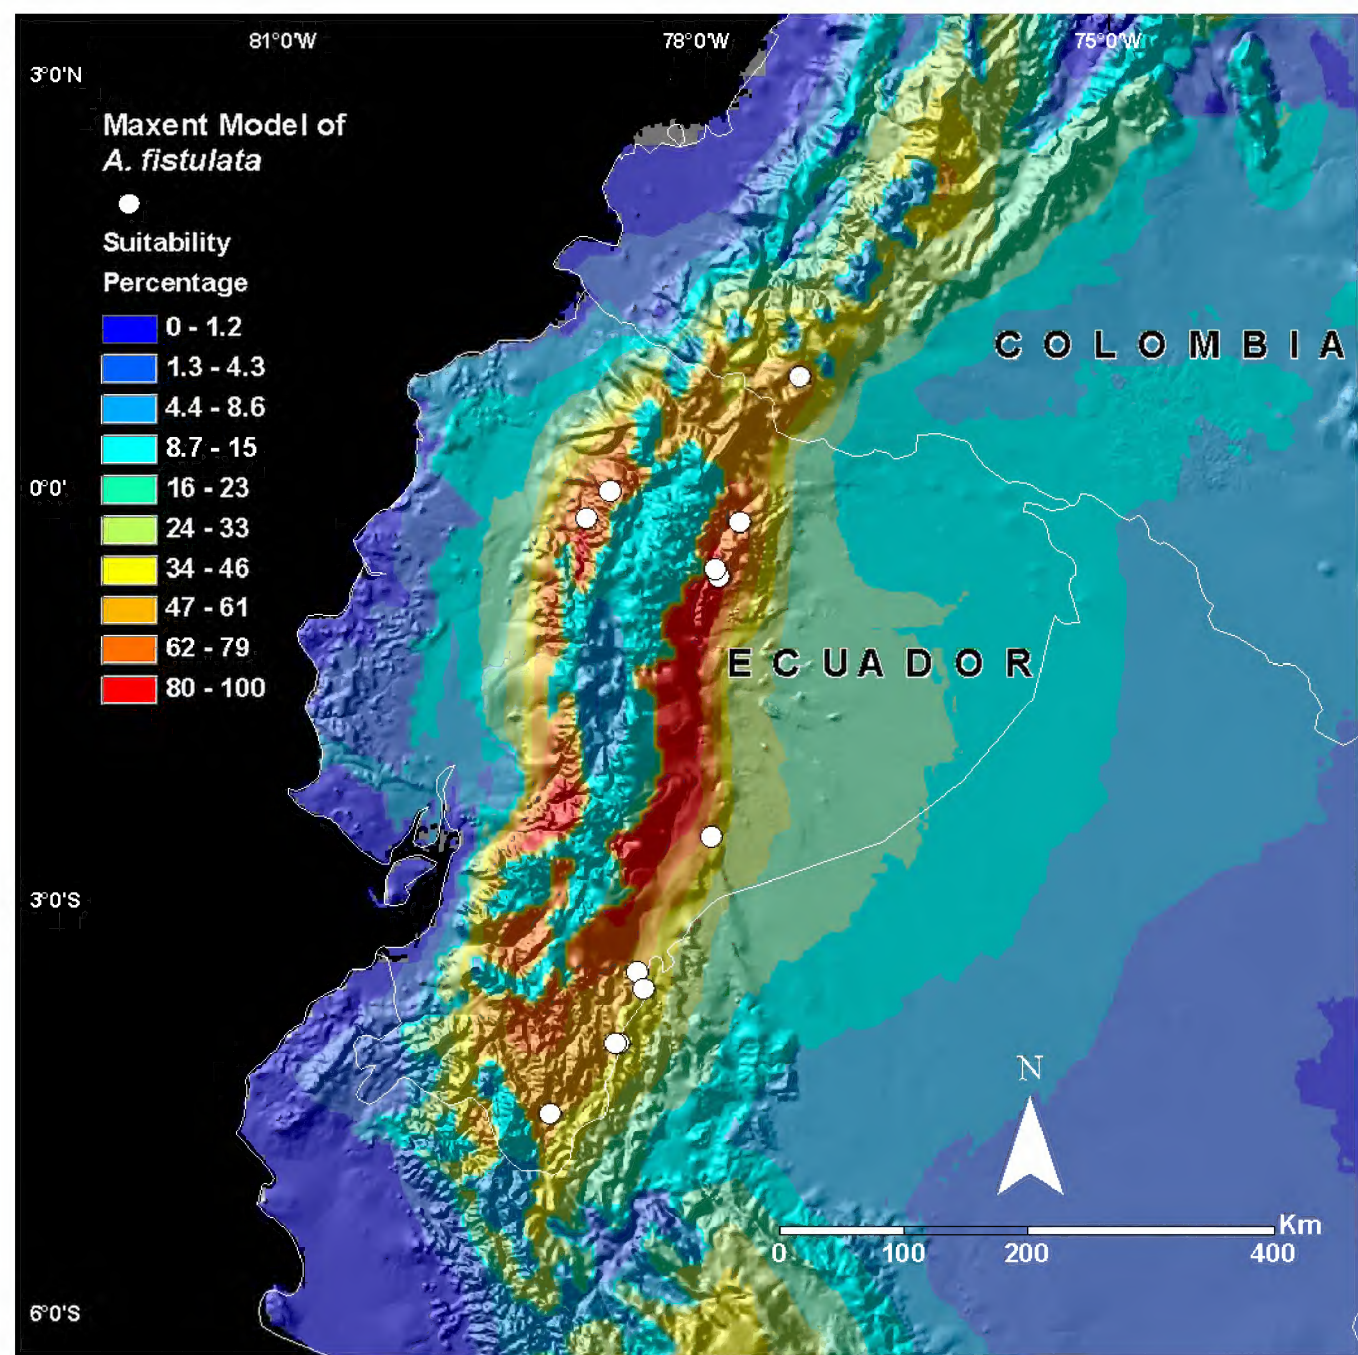 81°0'W 78°0'W 75°0'W
3°0'N
Maxent Model of
A. fistulata
Suitability
Percentage
0 - 1.2
1.3 - 4.3
4.4 - 8.6
8.7 - 15
16 - 23
24 - 33
34 - 46
47 - 61
62 - 79
80 - 100
COLOMBIA
0°0'
ECUADOR
3°0'S
N
Km
0 100 200 400
6°0'S